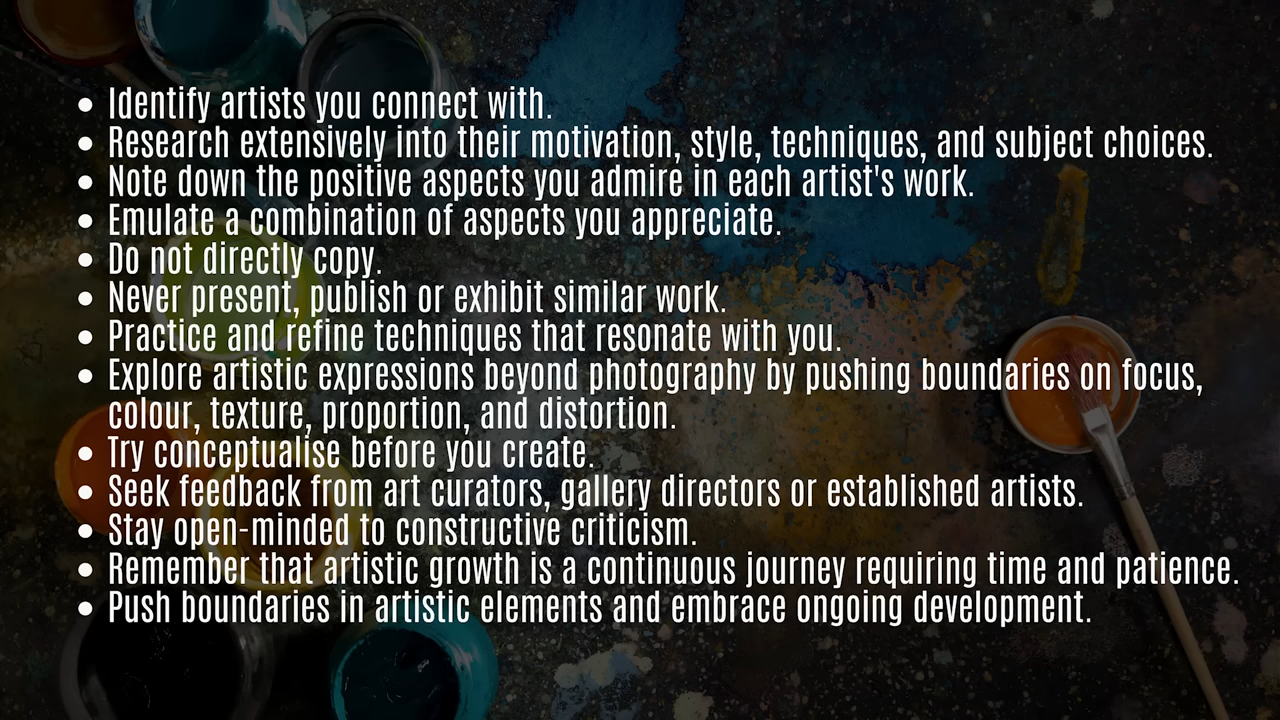 • Identify artists you connect with.
• Research extensively into their motivation, style, techniques, and subject choices.
• Note down the positive aspects you admire in each artist's work.
• Emulate a combination of aspects you appreciate.
• Do not directly copy.
• Never present, publish or exhibit similar work.
• Practice and refine techniques that resonate with you.
• Explore artistic expressions beyond photography by pushing boundaries on focus,
colour, texture, proportion, and distortion.
• Try conceptualise before you create.
• Seek feedback from art curators, gallery directors or established artists.
• Stay open-minded to constructive criticism.
• Remember that artistic growth is a continuous journey requiring time and patience.
• Push boundaries in artistic elements and embrace ongoing development.